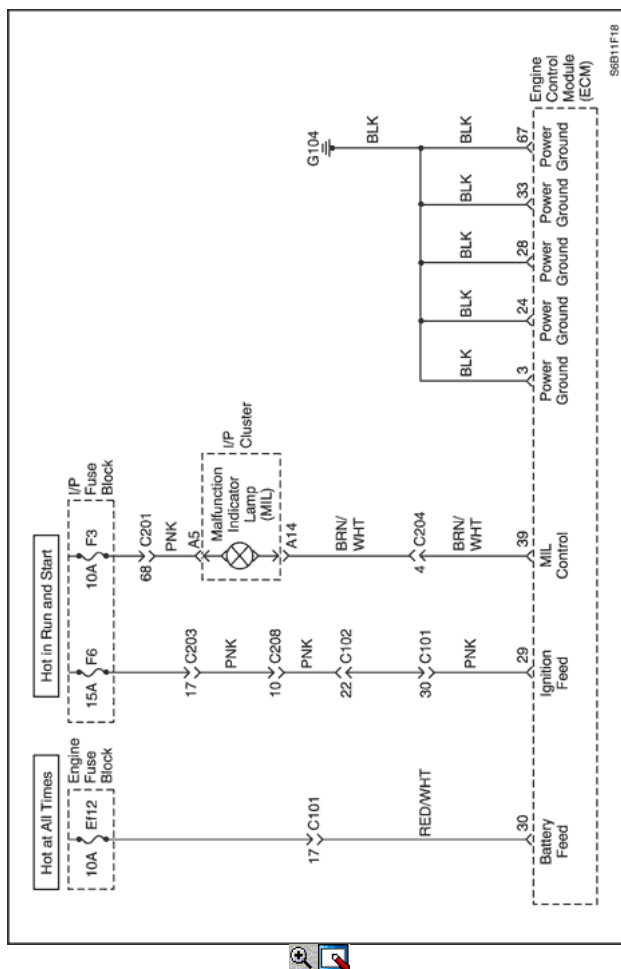 Hot at All Times
Hot in Run and Start
Engine
Fuse
Block
10A Ef12
I/P
Fuse
Block
15A F6
10A F3
17 C101
RED/WHT
30
Battery
Feed
17 C203
PNK
10 C208
PNK
22 C102
30 C101
PNK
29
Ignition
Feed
68 C201
PNK
A5
I/P
Cluster
Malfunction
Indicator
Lamp
(MIL)
A14
BRN/
WHT
4 C204
BRN/
WHT
39
MIL
Control
G104
BLK
BLK
BLK
BLK
BLK
BLK
3
24
28
33
67
Power
Ground
Power
Ground
Power
Ground
Power
Ground
Power
Ground
Engine
Control
Module
(ECM)
S6B11F18